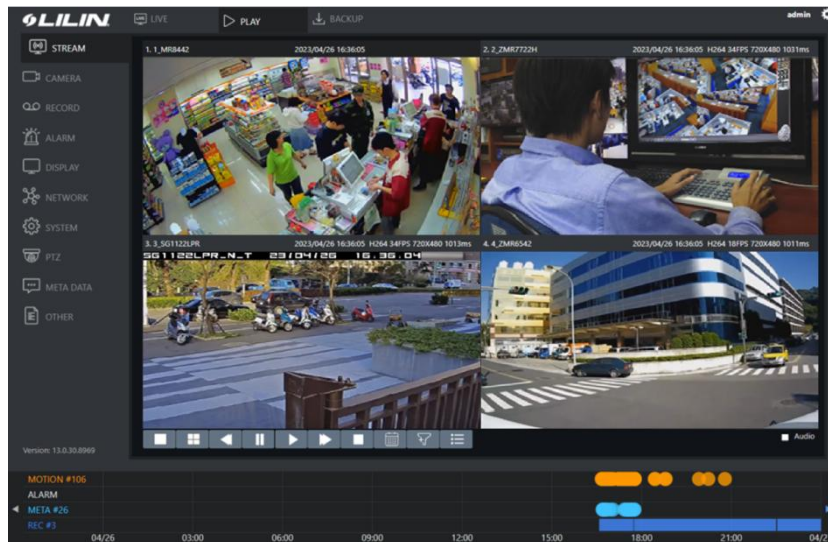 LILIN
LIVE
PLAY
BACKUP
admin
STREAM
CAMERA
RECORD
ALARM
DISPLAY
NETWORK
SYSTEM
PTZ
META DATA
OTHER
Version: 13.0.30.8969
1. 1_MR8442 2023/04/26 16:36:05
2. 2_ZMR7722H 2023/04/26 16:36:05 H264 34FPS 720X480 1031ms
3. 3_SG1122LPR 2023/04/26 16:36:05 H264 34FPS 720X480 1013ms
SG1122LPR_N_T 23/04/26 16:36:04
4. 4_ZMR6542 2023/04/26 16:36:05 H264 18FPS 720X480 1011ms
Audio
MOTION #106
ALARM
META #26
REC #3
04/26 03:00 06:00 09:00 12:00 15:00 18:00 21:00 04/2